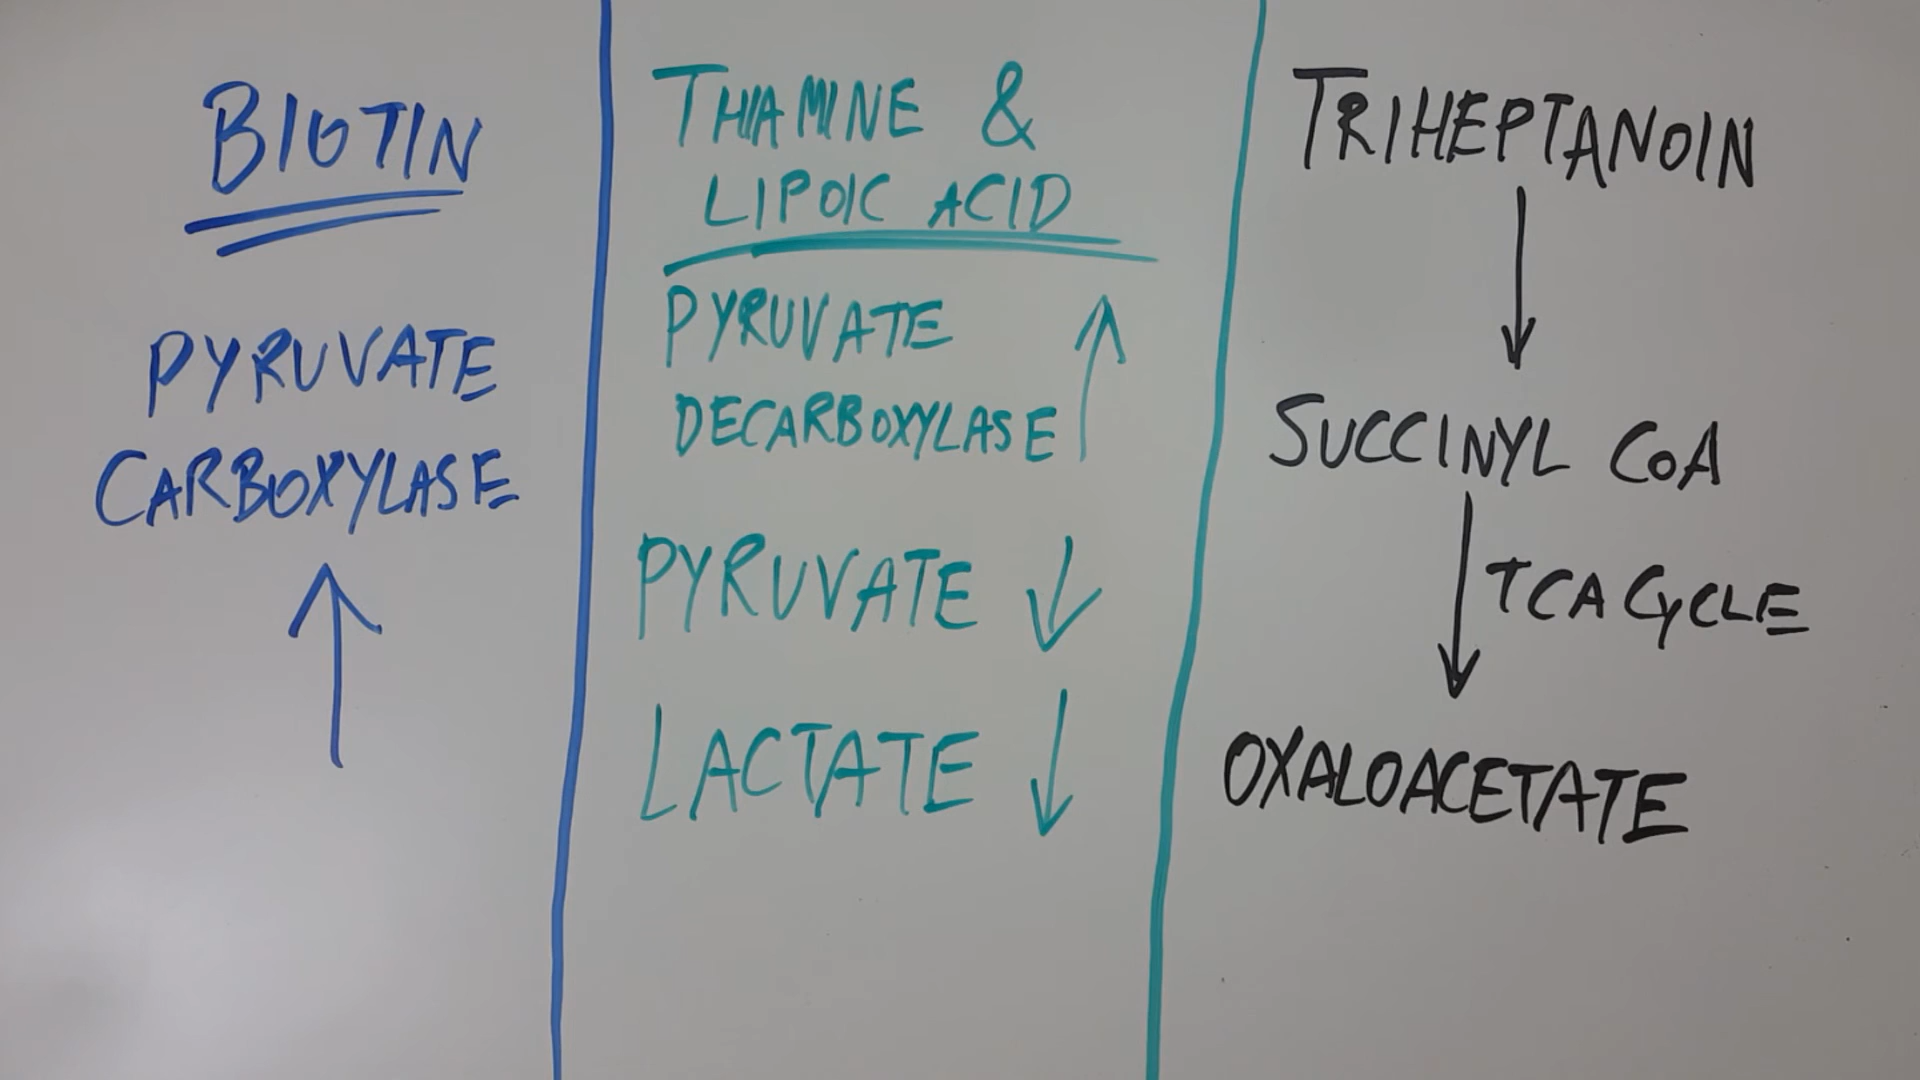 BIOTIN
PYRUVATE
CARBOXYLASE
THIAMINE &
LIPOIC ACID
PYRUVATE
DECARBOXYLASE
PYRUVATE
LACTATE
TRIHEPTANOIN
SUCCINYL CoA
TCA CYCLE
OXALOACETATE